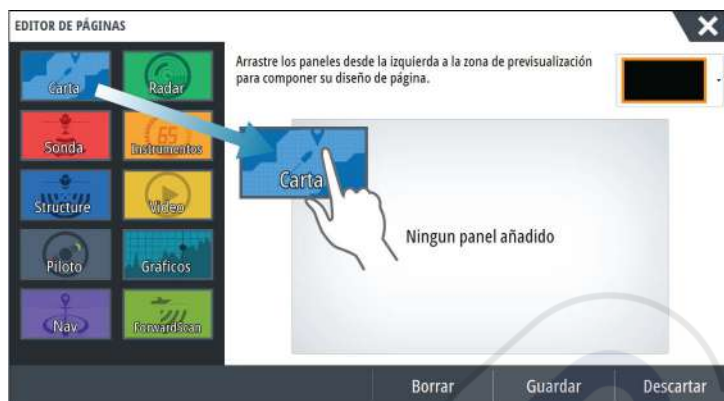 EDITOR DE PÁGINAS
Arrastre los paneles desde la izquierda a la zona de previsualización
para componer su diseño de página.
Carta
Radar
Sonda
Instrumentos
65
Structure
Video
Piloto
Gráficos
Nav
ForwardScan
Carta
Ningun panel añadido
Borrar
Guardar
Descartar